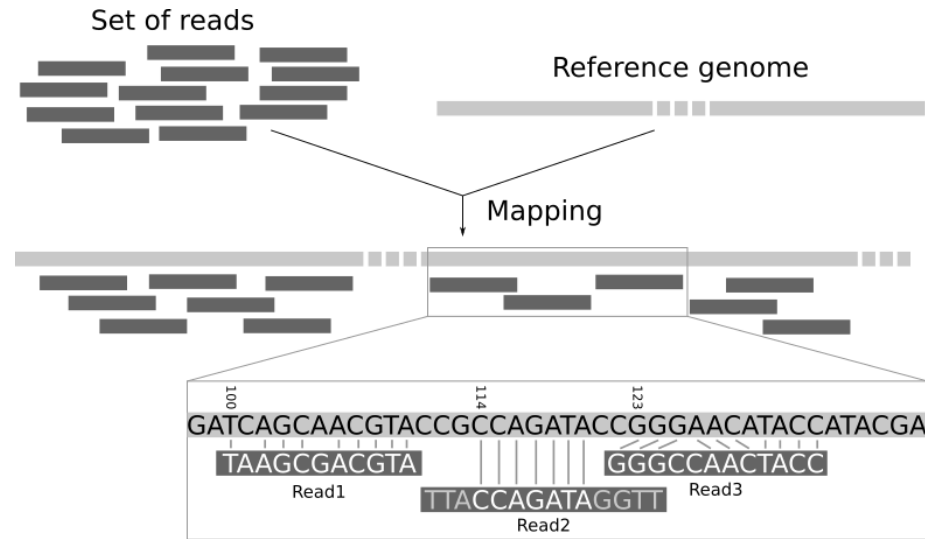 Set of reads
Reference genome
Mapping
100 114 123
GATCAGCAACGTACCGCCAGATACCGGGAACATACCATACGA
TAAGCGACGTA GGGCCAACTACC
Read1 Read3
TTACCAGATAGGTT
Read2